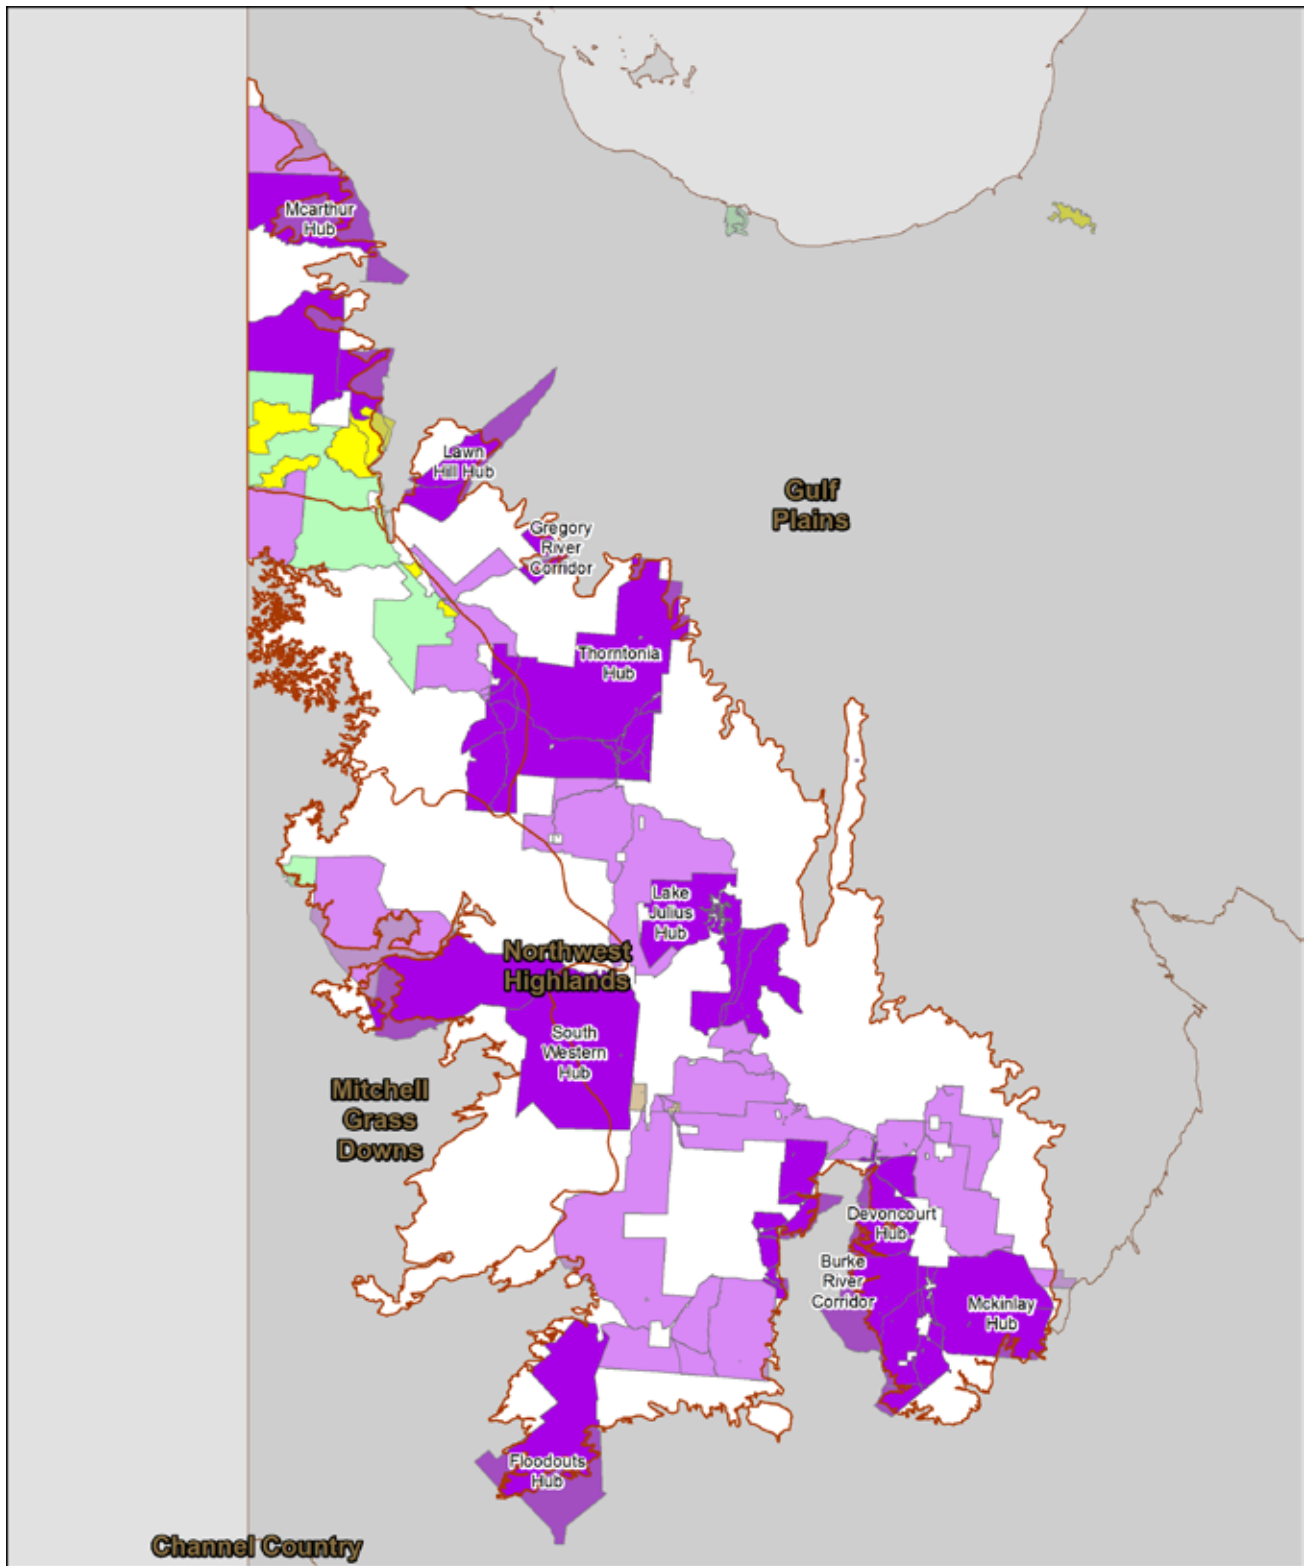 Mcarthur
Hub
Lawn
Hill Hub
Gulf
Plains
Gregory
River
Corridor
Thorntonia
Hub
Lake
Julius
Hub
Northwest
Highlands
South
Western
Hub
Mitchell
Grass
Downs
Devoncourt
Hub
Burke
River
Corridor
Mckinlay
Hub
Floodouts
Hub
Channel Country